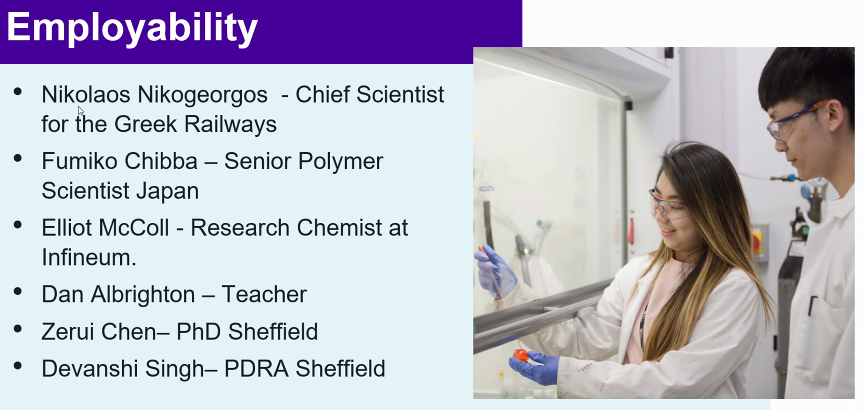 Employability
• Nikolaos Nikogeorgos - Chief Scientist
for the Greek Railways
• Fumiko Chibba – Senior Polymer
Scientist Japan
• Elliot McColl - Research Chemist at
Infineum.
• Dan Albrighton – Teacher
• Zerui Chen– PhD Sheffield
• Devanshi Singh– PDRA Sheffield